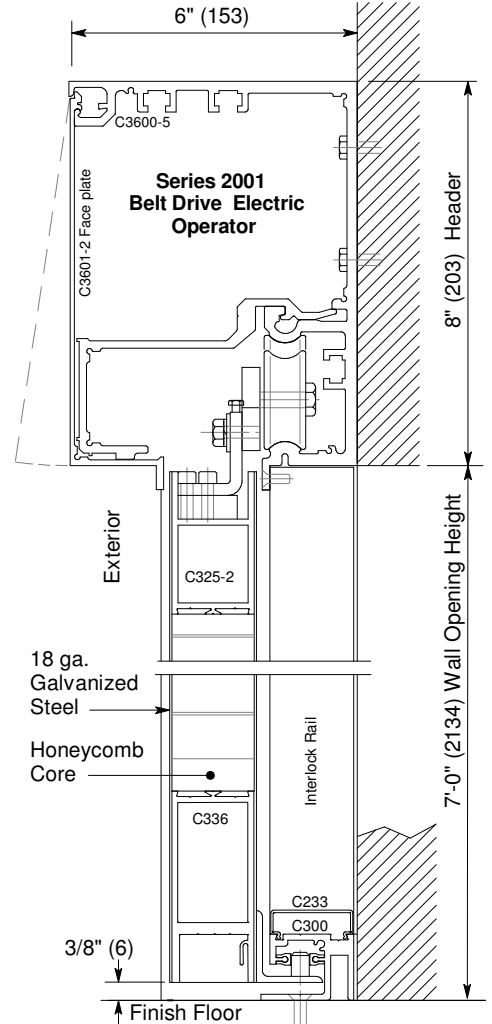 6" (153)
C3600-5
Series 2001
Belt Drive Electric
Operator
C3601-2 Face plate
8" (203) Header
Exterior
C325-2
7'-0" (2134) Wall Opening Height
18 ga.
Galvanized
Steel
Honeycomb
Core
Interlock Rail
C336
C233
C300
3/8" (6)
Finish Floor